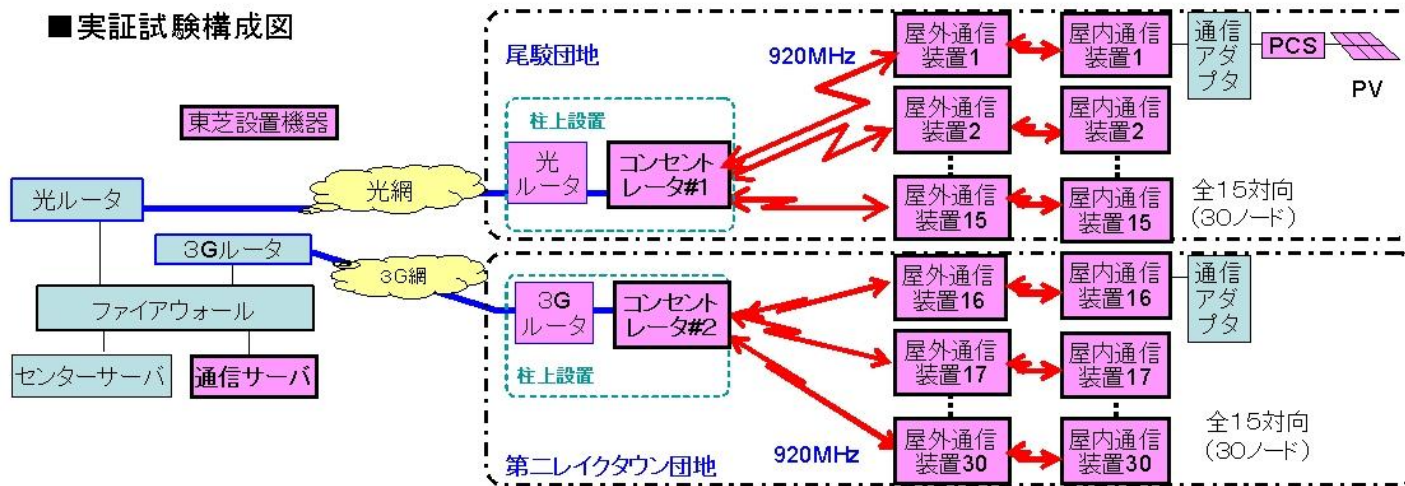 ■実証試験構成図
東芝設置機器
光ルータ
光網
3Gルータ
3G網
ファイアウォール
センターサーバ
通信サーバ
尾駮団地
920MHz
柱上設置
光
ルータ
コンセント
レータ#1
屋外通信
装置1
屋内通信
装置1
通信
アダ
プタ
PCS
PV
屋外通信
装置2
屋内通信
装置2
屋外通信
装置15
屋内通信
装置15
全15対向
(30ノード)
3G
ルータ
コンセント
レータ#2
柱上設置
屋外通信
装置16
屋内通信
装置16
通信
アダ
プタ
屋外通信
装置17
屋内通信
装置17
屋外通信
装置30
屋内通信
装置30
全15対向
(30ノード)
920MHz
第二レイクタウン団地